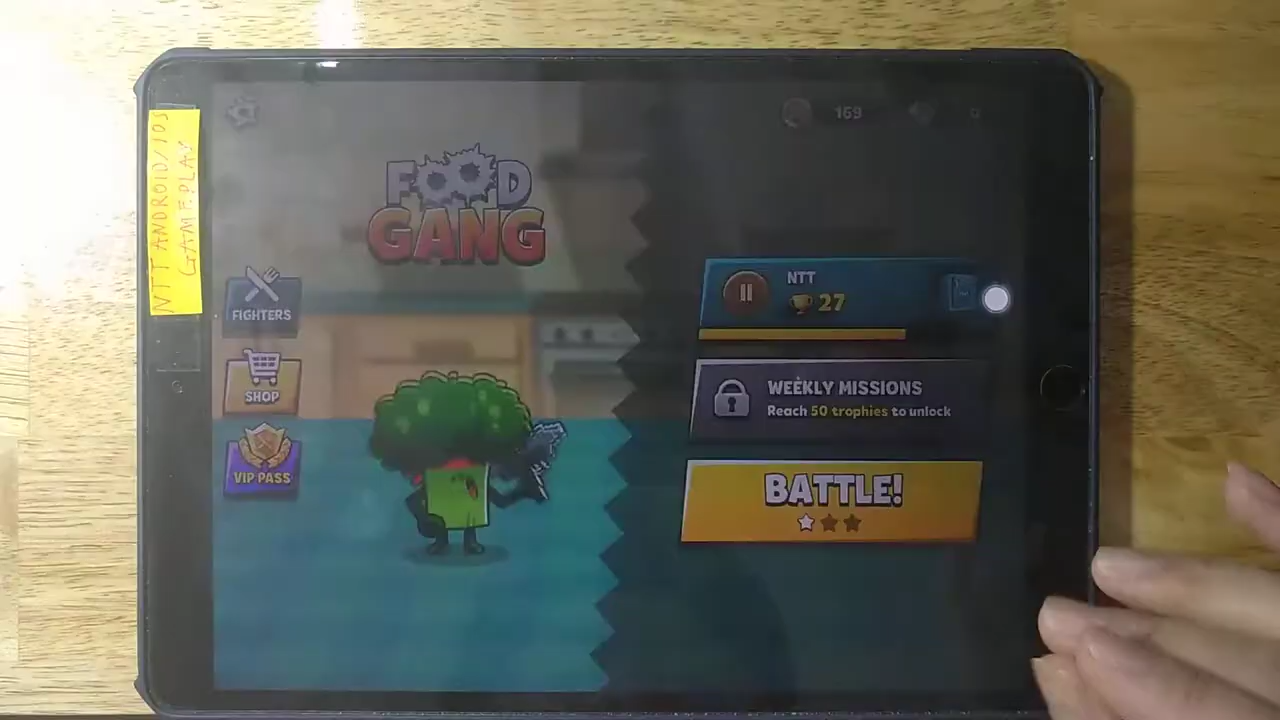 NTT ANDROID/IOS
GAMEPLAY
169
FOOD
GANG
NTT
27
FIGHTERS
SHOP
WEEKLY MISSIONS
Reach 50 trophies to unlock
VIP PASS
BATTLE!